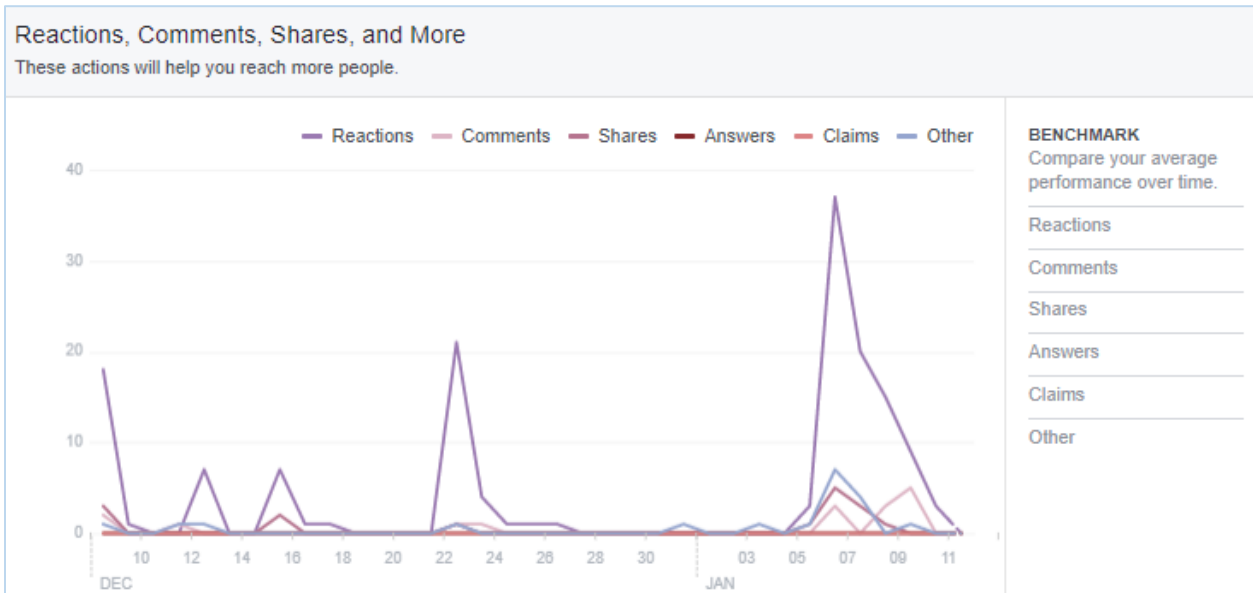 Reactions, Comments, Shares, and More
These actions will help you reach more people.
Reactions Comments Shares Answers Claims Other
40
30
20
10
0
10 12 14 16 18 20 22 24 26 28 30 03 05 07 09 11
DEC JAN
BENCHMARK
Compare your average
performance over time.
Reactions
Comments
Shares
Answers
Claims
Other